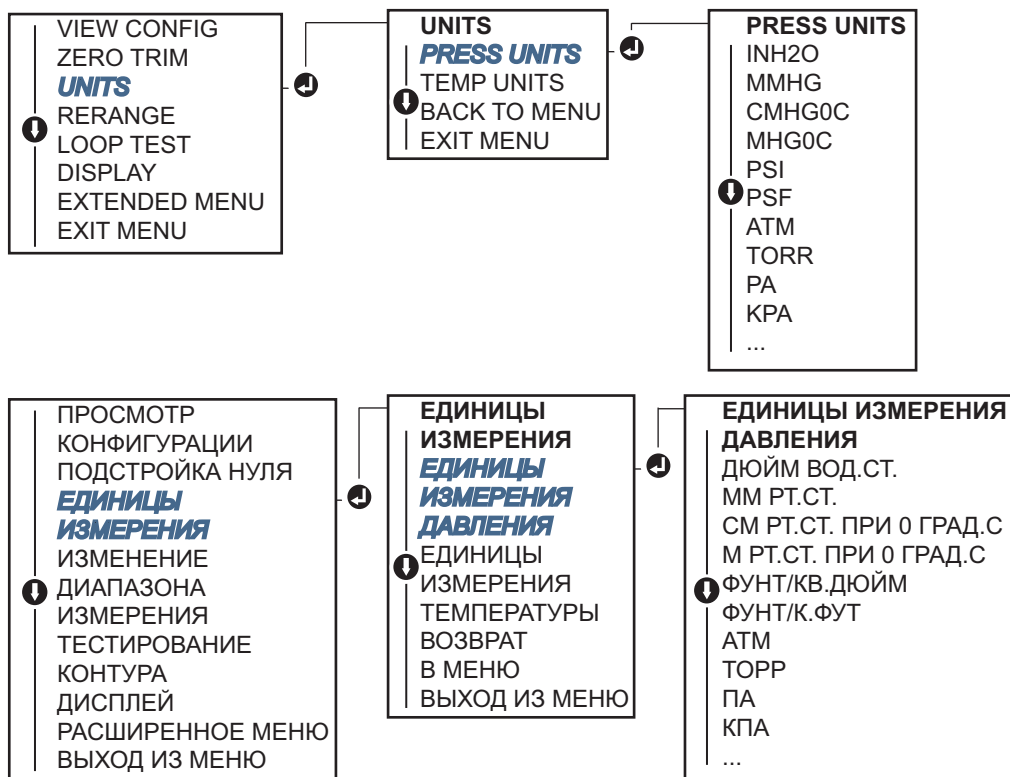 VIEW CONFIG
ZERO TRIM
UNITS
RERANGE
LOOP TEST
DISPLAY
EXTENDED MENU
EXIT MENU
UNITS
PRESS UNITS
TEMP UNITS
BACK TO MENU
EXIT MENU
PRESS UNITS
INH2O
MMHG
CMHG0C
MHG0C
PSI
PSF
ATM
TORR
PA
KPA
...
ПРОСМОТР
КОНФИГУРАЦИИ
ПОДСТРОЙКА НУЛЯ
ЕДИНИЦЫ
ИЗМЕРЕНИЯ
ИЗМЕНЕНИЕ
ДИАПАЗОНА
ИЗМЕРЕНИЯ
ТЕСТИРОВАНИЕ
КОНТУРА
ДИСПЛЕЙ
РАСШИРЕННОЕ МЕНЮ
ВЫХОД ИЗ МЕНЮ
ЕДИНИЦЫ
ИЗМЕРЕНИЯ
ЕДИНИЦЫ
ИЗМЕРЕНИЯ
ДАВЛЕНИЯ
ЕДИНИЦЫ
ИЗМЕРЕНИЯ
ТЕМПЕРАТУРЫ
ВОЗВРАТ
В МЕНЮ
ВЫХОД ИЗ МЕНЮ
ЕДИНИЦЫ ИЗМЕРЕНИЯ
ДАВЛЕНИЯ
ДЮЙМ ВОД.СТ.
ММ РТ.СТ.
СМ РТ.СТ. ПРИ 0 ГРАД.С
М РТ.СТ. ПРИ 0 ГРАД.С
ФУНТ/КВ.ДЮЙМ
ФУНТ/К.ФУТ
АТМ
ТОРР
ПА
КПА
...